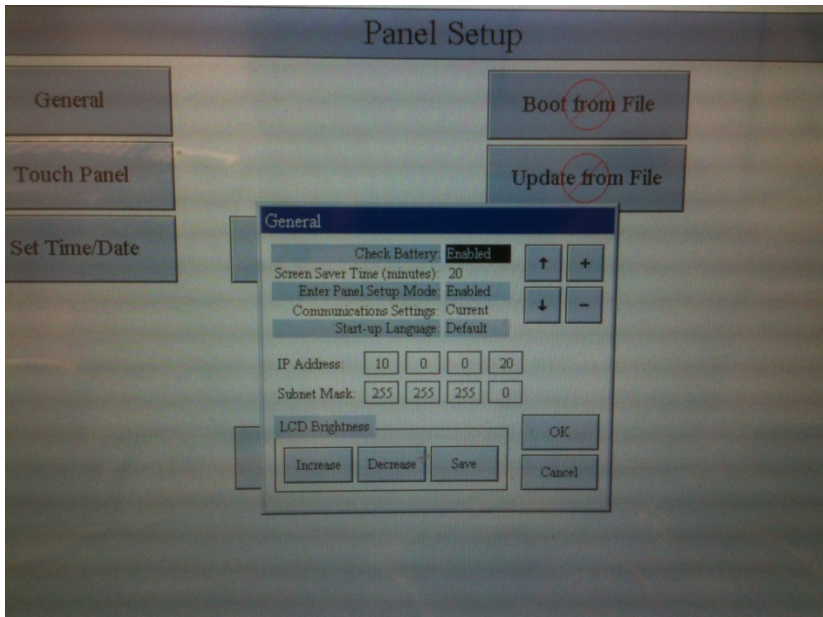 Panel Setup
General
Boot from File
Touch Panel
Update from File
Set Time/Date
General
Check Battery: Enabled
Screen Saver Time (minutes): 20
Enter Panel Setup Mode: Enabled
Communications Settings: Current
Start-up Language: Default
↑ +
↓ −
IP Address: 10 0 0 20
Subnet Mask: 255 255 255 0
LCD Brightness
Increase Decrease Save
OK
Cancel